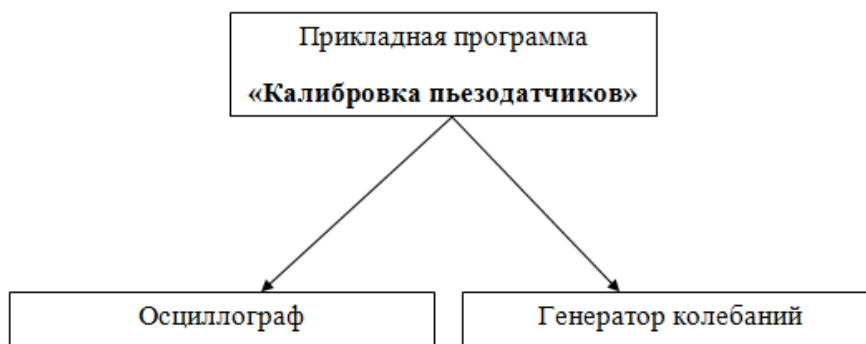 Прикладная программа
«Калибровка пьезодатчиков»
Осциллограф
Генератор колебаний